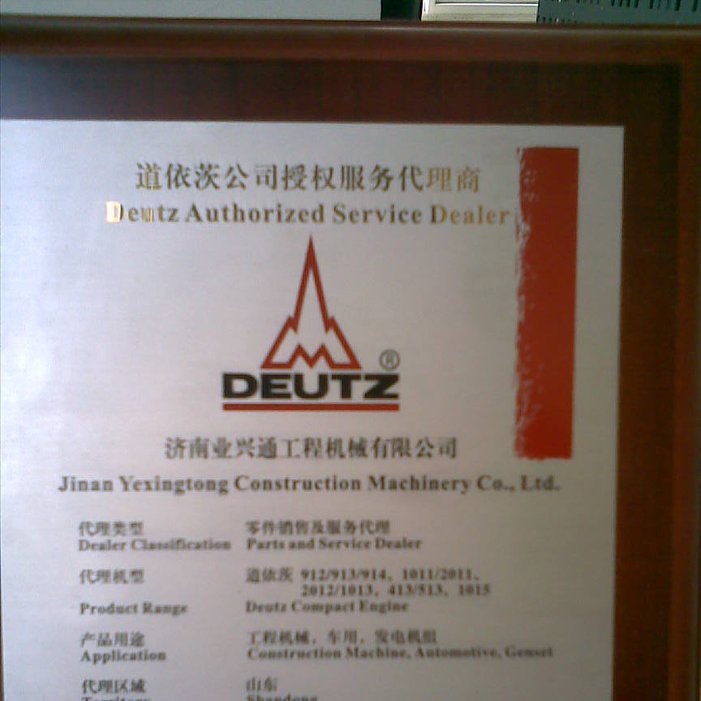 道依茨公司授权服务代理商
Deutz Authorized Service Dealer
®
DEUTZ
济南业兴通工程机械有限公司
Jinan Yexingtong Construction Machinery Co., Ltd.
代理类型 零件销售及服务代理
Dealer Classification Parts and Service Dealer
代理机型 道依茨 912/913/914、1011/2011、
2012/1013、413/513、1015
Product Range Deutz Compact Engine
产品用途 工程机械，车用，发电机组
Application Construction Machine, Automotive, Genset
代理区域 山东
Territory Shandong